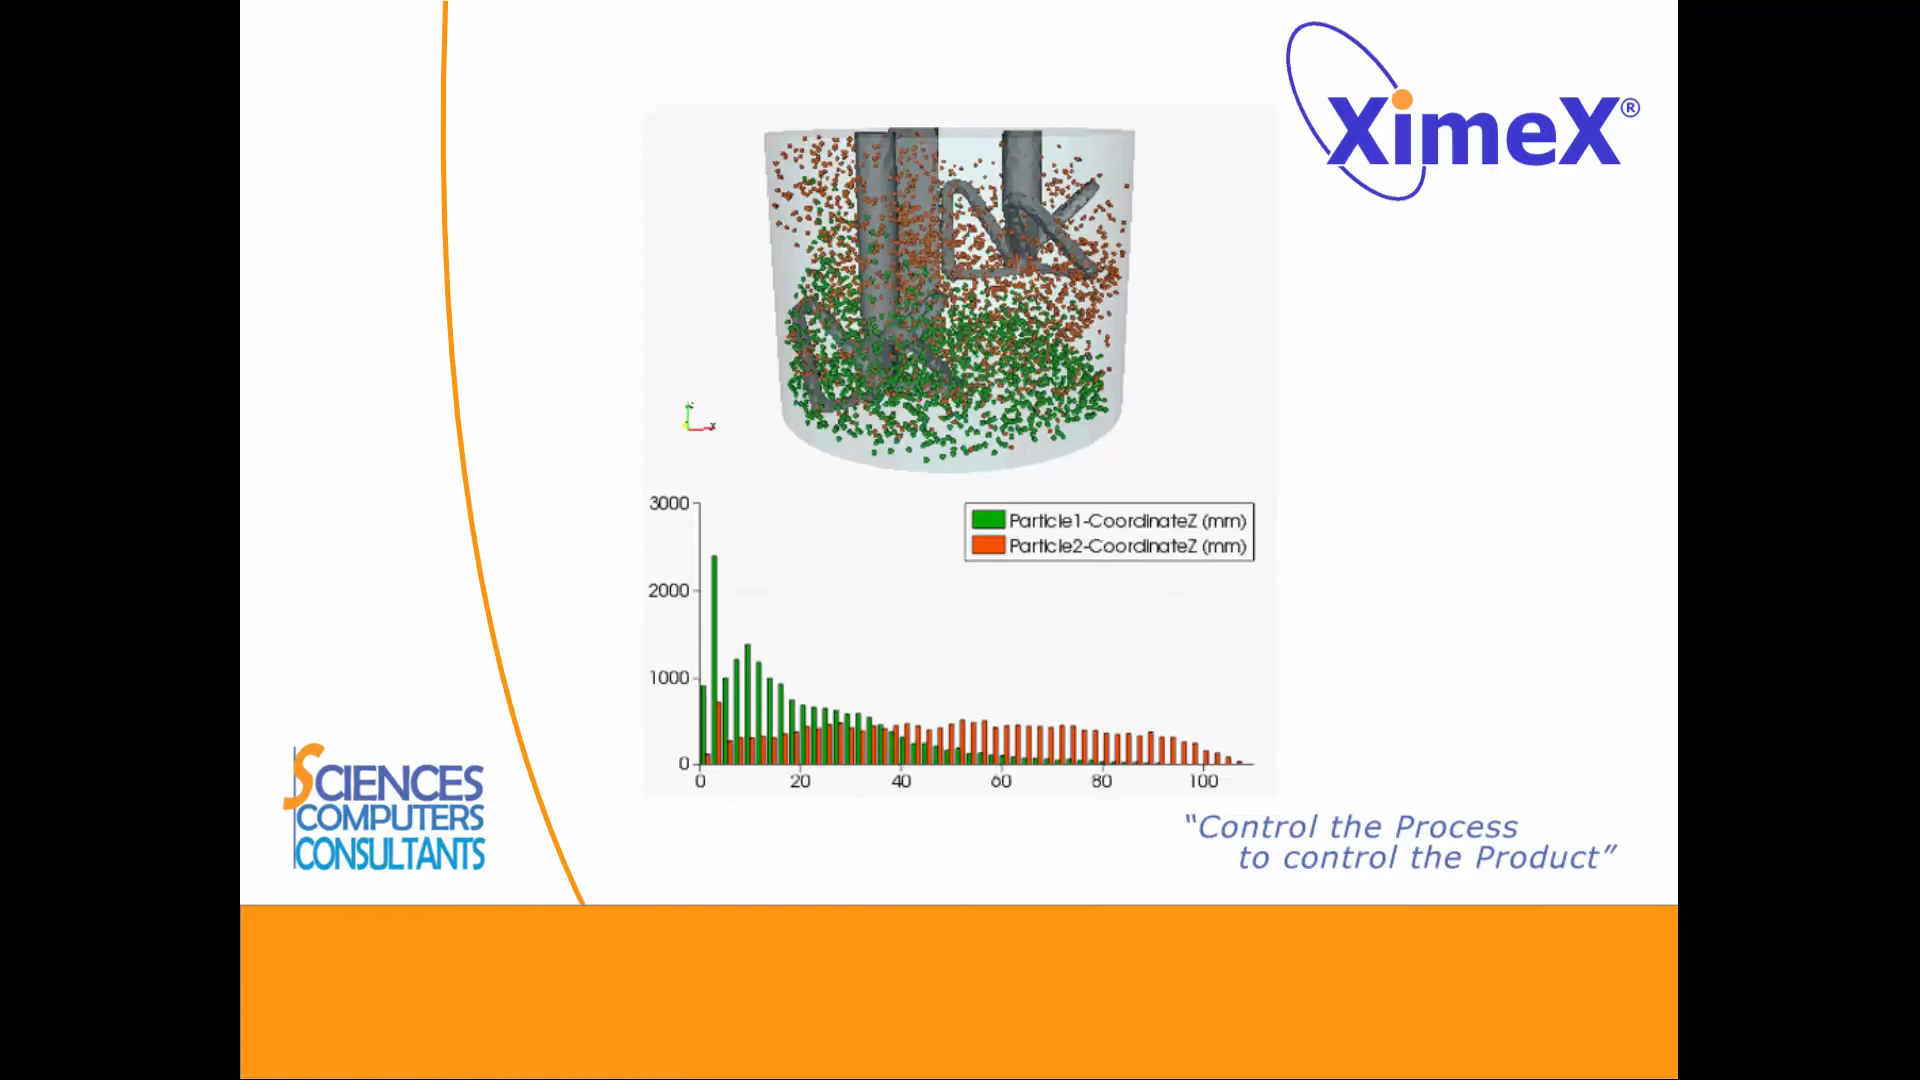 XimeX®
3000
2000
1000
0
Particle1-CoordinateZ (mm)
Particle2-CoordinateZ (mm)
0 20 40 60 80 100
SCIENCES
COMPUTERS
CONSULTANTS
“Control the Process
to control the Product”